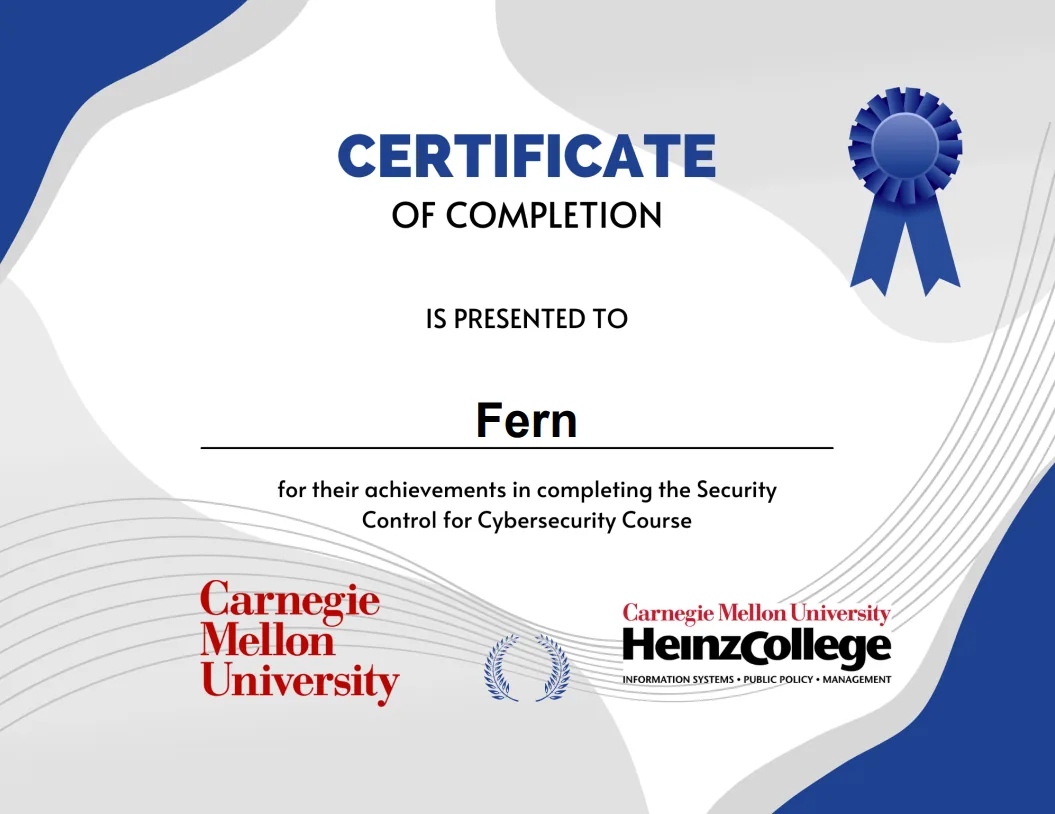 CERTIFICATE
OF COMPLETION
IS PRESENTED TO
Fern
for their achievements in completing the Security
Control for Cybersecurity Course
Carnegie
Mellon
University
Carnegie Mellon University
HeinzCollege
INFORMATION SYSTEMS • PUBLIC POLICY • MANAGEMENT